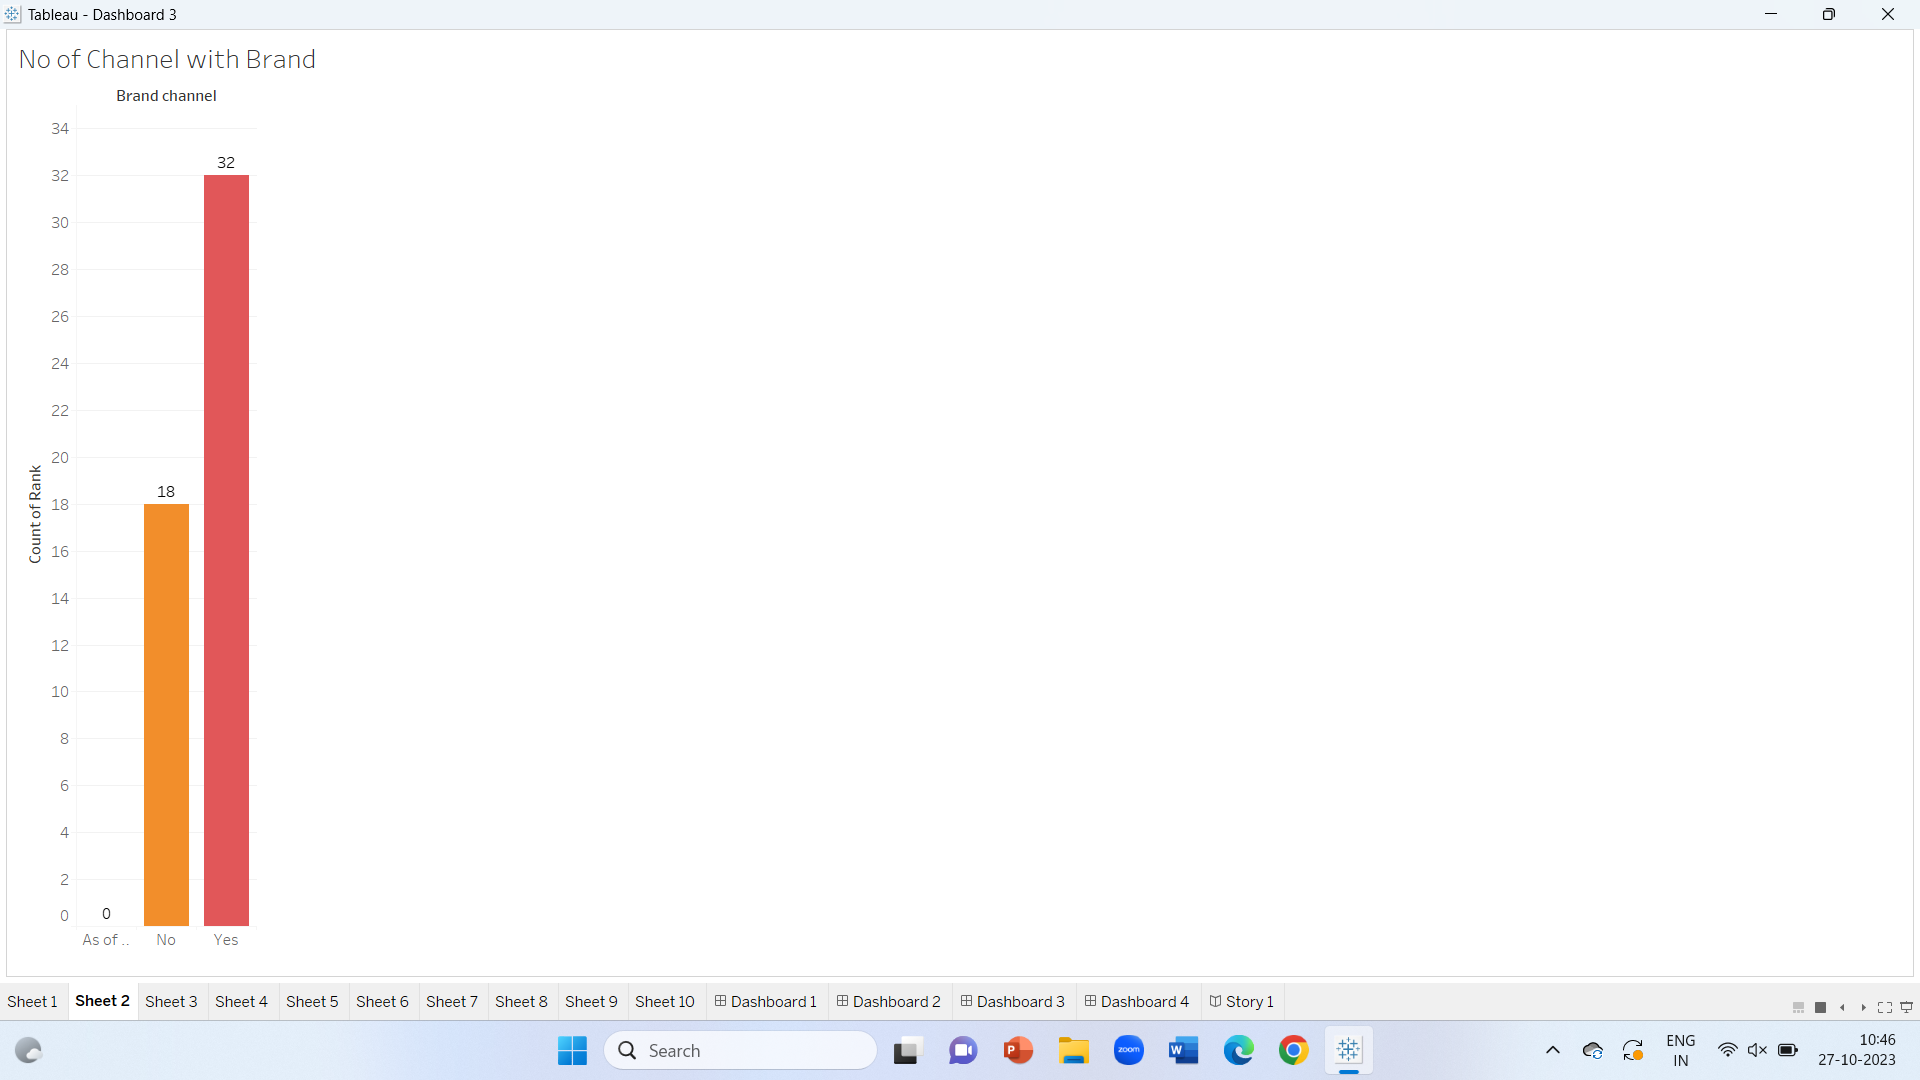 Tableau - Dashboard 3
No of Channel with Brand
Brand channel
34
32
32
30
28
26
24
22
20
18
18
16
14
12
10
8
6
4
2
0
0
Count of Rank
As of ..
No
Yes
Sheet 1
Sheet 2
Sheet 3
Sheet 4
Sheet 5
Sheet 6
Sheet 7
Sheet 8
Sheet 9
Sheet 10
Dashboard 1
Dashboard 2
Dashboard 3
Dashboard 4
Story 1
Search
zoom
ENG
IN
10:46
27-10-2023